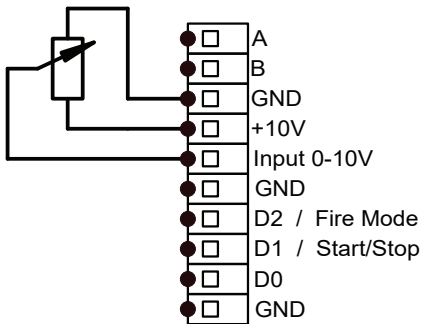 A
B
GND
+10V
Input 0-10V
GND
D2 / Fire Mode
D1 / Start/Stop
D0
GND